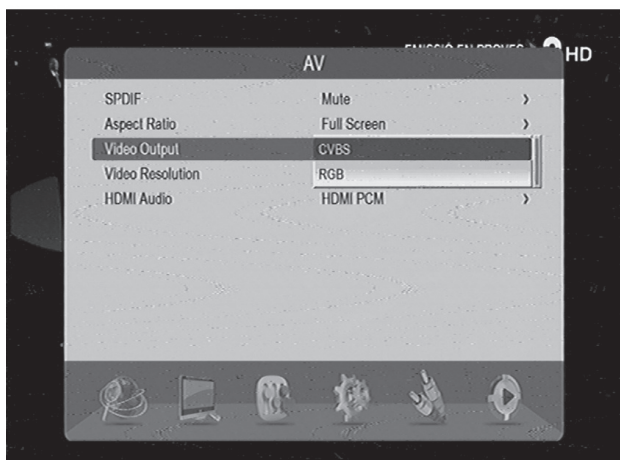 HD
AV
SPDIF Mute >
Aspect Ratio Full Screen >
Video Output CVBS
Video Resolution RGB
HDMI Audio HDMI PCM >